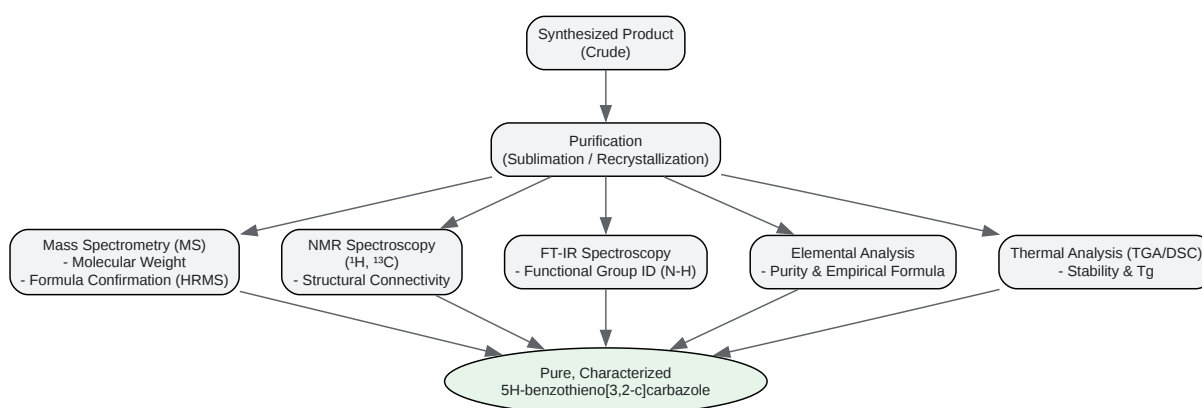 Synthesized Product
(Crude)
Purification
(Sublimation / Recrystallization)
Mass Spectrometry (MS)
- Molecular Weight
- Formula Confirmation (HRMS)
NMR Spectroscopy
(¹H, ¹³C)
- Structural Connectivity
FT-IR Spectroscopy
- Functional Group ID (N-H)
Elemental Analysis
- Purity & Empirical Formula
Thermal Analysis (TGA/DSC)
- Stability & Tg
Pure, Characterized
5H-benzothieno[3,2-c]carbazole